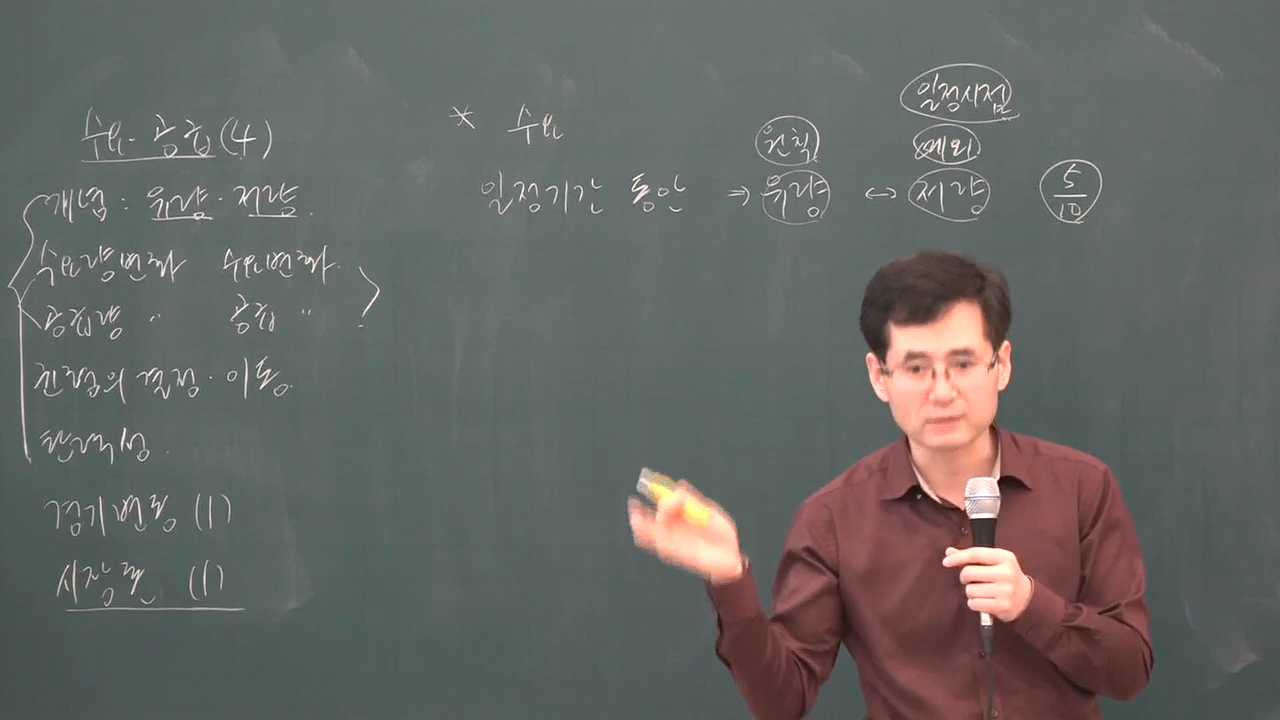 수요·공급(4)
개념 : 유량·저량.
수요량변화 수요변화.
공급량 〃 공급 〃
균형의 결정·이동.
탄력성.
경기변동 (1)
시장론 (1)
* 수요
일정시점
원칙 예외
일정기간 동안 ⇒ 유량 ↔ 저량 5/10